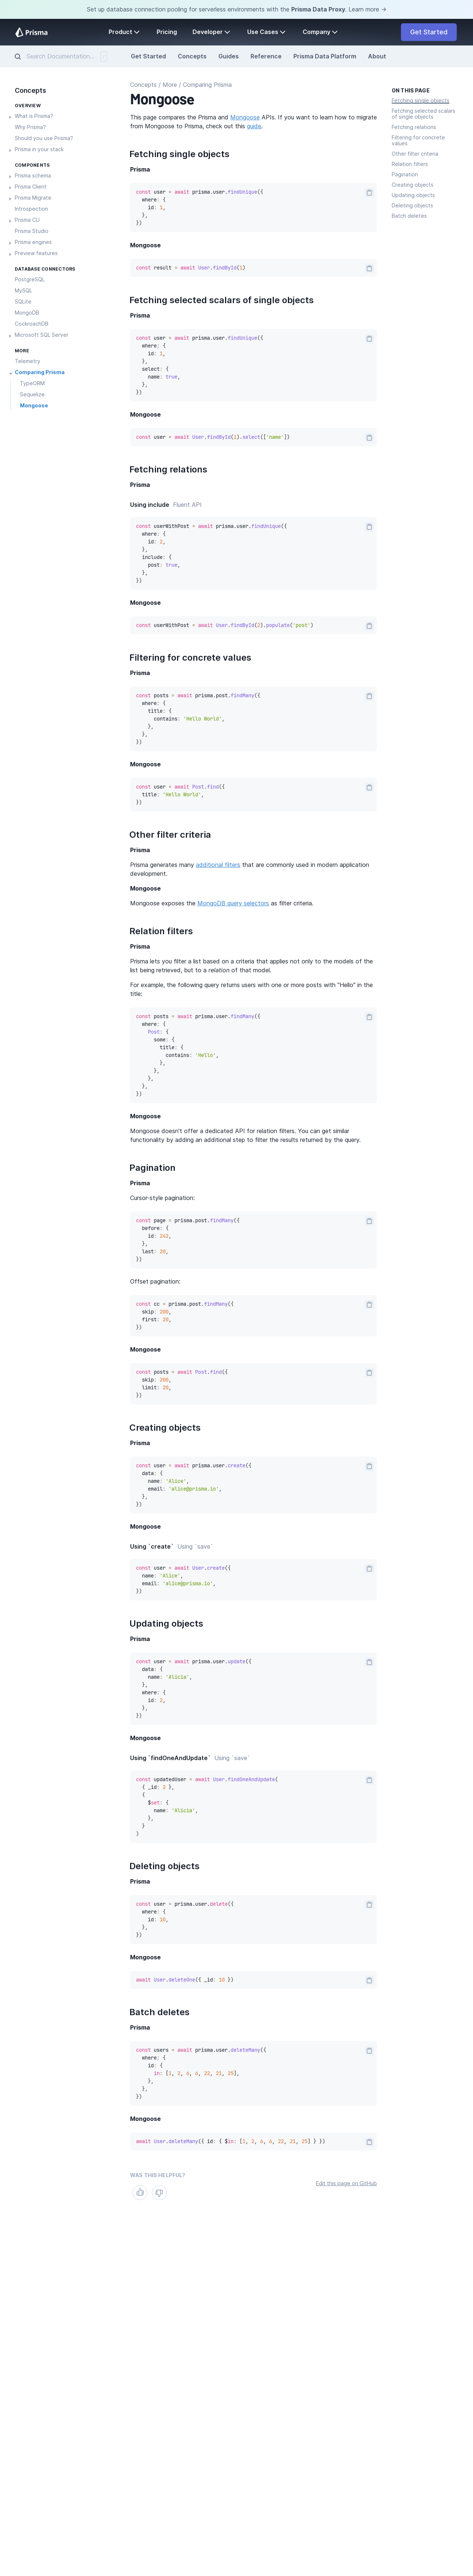 Set up database connection pooling for serverless environments with the Prisma Data Proxy. Learn more →
Prisma
Product
Pricing
Developer
Use Cases
Company
Get Started
Search Documentation... /
Get Started
Concepts
Guides
Reference
Prisma Data Platform
About
Concepts
OVERVIEW
What is Prisma?
Why Prisma?
Should you use Prisma?
Prisma in your stack
COMPONENTS
Prisma schema
Prisma Client
Prisma Migrate
Introspection
Prisma CLI
Prisma Studio
Prisma engines
Preview features
DATABASE CONNECTORS
PostgreSQL
MySQL
SQLite
MongoDB
CockroachDB
Microsoft SQL Server
MORE
Telemetry
Comparing Prisma
TypeORM
Sequelize
Mongoose
Concepts / More / Comparing Prisma
Mongoose
This page compares the Prisma and Mongoose APIs. If you want to learn how to migrate
from Mongoose to Prisma, check out this guide.
Fetching single objects
Prisma
const user = await prisma.user.findUnique({
where: {
id: 1,
},
})
Mongoose
const result = await User.findById(1)
Fetching selected scalars of single objects
Prisma
const user = await prisma.user.findUnique({
where: {
id: 1,
},
select: {
name: true,
},
})
Mongoose
const user = await User.findById(1).select(['name'])
Fetching relations
Prisma
Using include Fluent API
const userWithPost = await prisma.user.findUnique({
where: {
id: 2,
},
include: {
post: true,
},
})
Mongoose
const userWithPost = await User.findById(2).populate('post')
Filtering for concrete values
Prisma
const posts = await prisma.post.findMany({
where: {
title: {
contains: 'Hello World',
},
},
})
Mongoose
const user = await Post.find({
title: 'Hello World',
})
Other filter criteria
Prisma
Prisma generates many additional filters that are commonly used in modern application
development.
Mongoose
Mongoose exposes the MongoDB query selectors as filter criteria.
Relation filters
Prisma
Prisma lets you filter a list based on a criteria that applies not only to the models of the
list being retrieved, but to a relation of that model.
For example, the following query returns users with one or more posts with "Hello" in the
title:
const posts = await prisma.user.findMany({
where: {
Post: {
some: {
title: {
contains: 'Hello',
},
},
},
},
})
Mongoose
Mongoose doesn't offer a dedicated API for relation filters. You can get similar
functionality by adding an additional step to filter the results returned by the query.
Pagination
Prisma
Cursor-style pagination:
const page = prisma.post.findMany({
before: {
id: 242,
},
last: 20,
})
Offset pagination:
const cc = prisma.post.findMany({
skip: 200,
first: 20,
})
Mongoose
const posts = await Post.find({
skip: 200,
limit: 20,
})
Creating objects
Prisma
const user = await prisma.user.create({
data: {
name: 'Alice',
email: 'alice@prisma.io',
},
})
Mongoose
Using `create` Using `save`
const user = await User.create({
name: 'Alice',
email: 'alice@prisma.io',
})
Updating objects
Prisma
const user = await prisma.user.update({
data: {
name: 'Alicia',
},
where: {
id: 2,
},
})
Mongoose
Using `findOneAndUpdate` Using `save`
const updatedUser = await User.findOneAndUpdate(
{ _id: 2 },
{
$set: {
name: 'Alicia',
},
}
)
Deleting objects
Prisma
const user = prisma.user.delete({
where: {
id: 10,
},
})
Mongoose
await User.deleteOne({ _id: 10 })
Batch deletes
Prisma
const users = await prisma.user.deleteMany({
where: {
id: {
in: [1, 2, 6, 6, 22, 21, 25],
},
},
})
Mongoose
await User.deleteMany({ id: { $in: [1, 2, 6, 6, 22, 21, 25] } })
WAS THIS HELPFUL?
Edit this page on GitHub
ON THIS PAGE
Fetching single objects
Fetching selected scalars
of single objects
Fetching relations
Filtering for concrete
values
Other filter criteria
Relation filters
Pagination
Creating objects
Updating objects
Deleting objects
Batch deletes